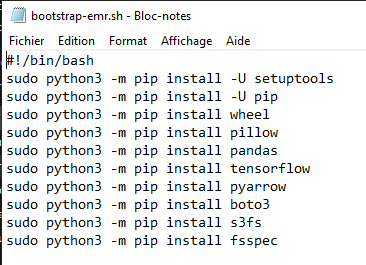 bootstrap-emr.sh - Bloc-notes
Fichier Edition Format Affichage Aide
#!/bin/bash
sudo python3 -m pip install -U setuptools
sudo python3 -m pip install -U pip
sudo python3 -m pip install wheel
sudo python3 -m pip install pillow
sudo python3 -m pip install pandas
sudo python3 -m pip install tensorflow
sudo python3 -m pip install pyarrow
sudo python3 -m pip install boto3
sudo python3 -m pip install s3fs
sudo python3 -m pip install fsspec